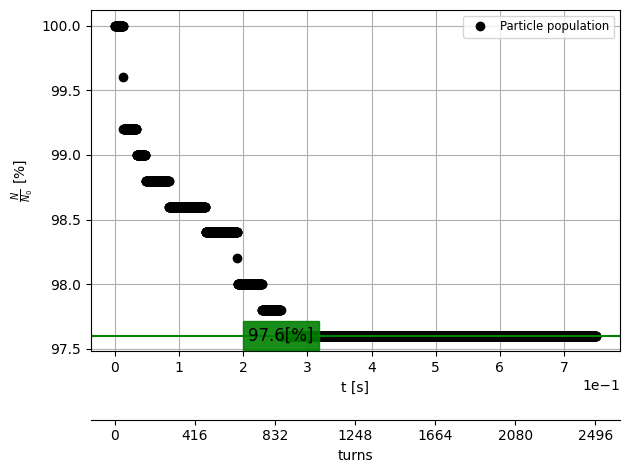 Particle population
100.0
99.5
99.0
98.5
98.0
97.5
N/N₀ [%]
97.6[%]
0 1 2 3 4 5 6 7
1e−1
t [s]
0 416 832 1248 1664 2080 2496
turns